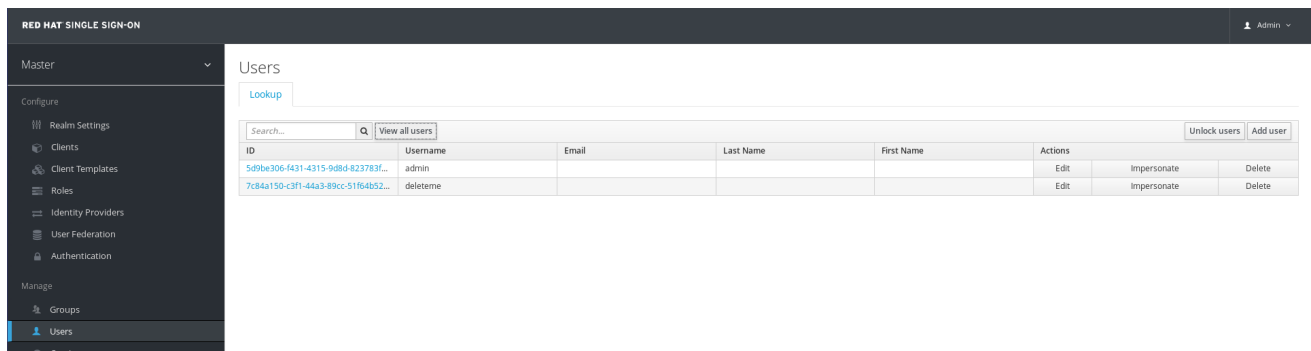 RED HAT SINGLE SIGN-ON
Admin
Master
Users
Lookup
Configure
Realm Settings
Clients
Client Templates
Roles
Identity Providers
User Federation
Authentication
Manage
Groups
Users
Search... View all users Unlock users Add user
ID Username Email Last Name First Name Actions
5d9be306-f431-4315-9d8d-823783f... admin Edit Impersonate Delete
7c84a150-c3f1-44a3-89cc-51f64b52... deleteme Edit Impersonate Delete